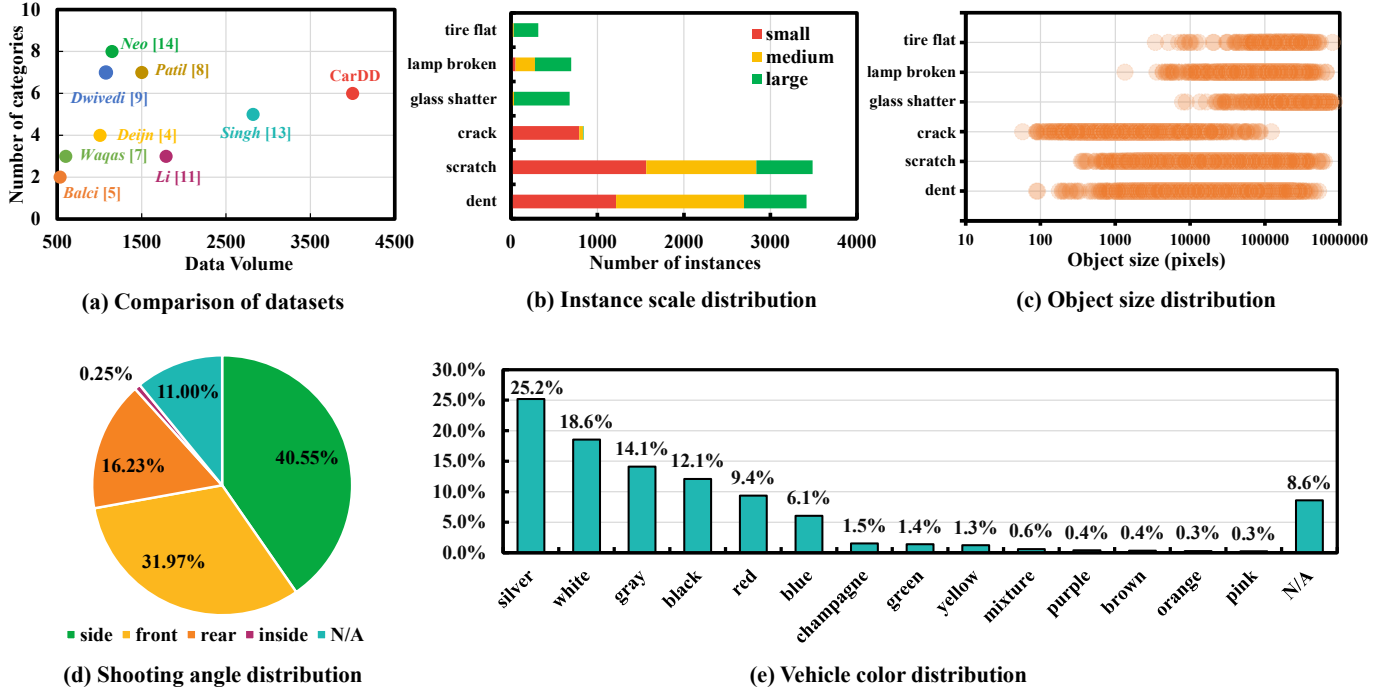 10
8
6
4
2
0
Number of categories
Neo [14]
Patil [8]
CarDD
Dwivedi [9]
Deijn [4]
Singh [13]
Waqas [7]
Li [11]
Balci [5]
500
1500
2500
3500
4500
Data Volume
(a) Comparison of datasets
tire flat
lamp broken
glass shatter
crack
scratch
dent
small
medium
large
0
1000
2000
3000
4000
Number of instances
(b) Instance scale distribution
tire flat
lamp broken
glass shatter
crack
scratch
dent
10
100
1000
10000
100000
1000000
Object size (pixels)
(c) Object size distribution
0.25%
11.00%
40.55%
16.23%
31.97%
side
front
rear
inside
N/A
(d) Shooting angle distribution
30.0%
25.0%
20.0%
15.0%
10.0%
5.0%
0.0%
25.2%
18.6%
14.1%
12.1%
9.4%
6.1%
1.5%
1.4%
1.3%
0.6%
0.4%
0.4%
0.3%
0.3%
8.6%
silver
white
gray
black
red
blue
champagne
green
yellow
mixture
purple
brown
orange
pink
N/A
(e) Vehicle color distribution